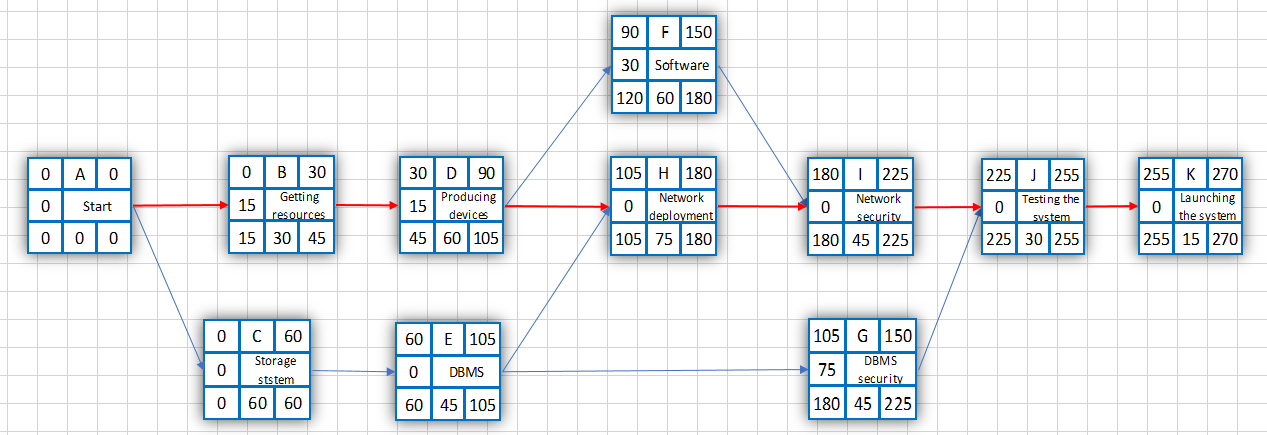 90 F 150
30 Software
120 60 180
0 A 0
0 Start
0 0 0
0 B 30
15 Getting
resources
15 30 45
30 D 90
15 Producing
devices
45 60 105
105 H 180
0 Network
deployment
105 75 180
180 I 225
0 Network
security
180 45 225
225 J 255
0 Testing the
system
225 30 255
255 K 270
0 Launching
the system
255 15 270
0 C 60
0 Storage
ststem
0 60 60
60 E 105
0 DBMS
60 45 105
105 G 150
75 DBMS
security
180 45 225